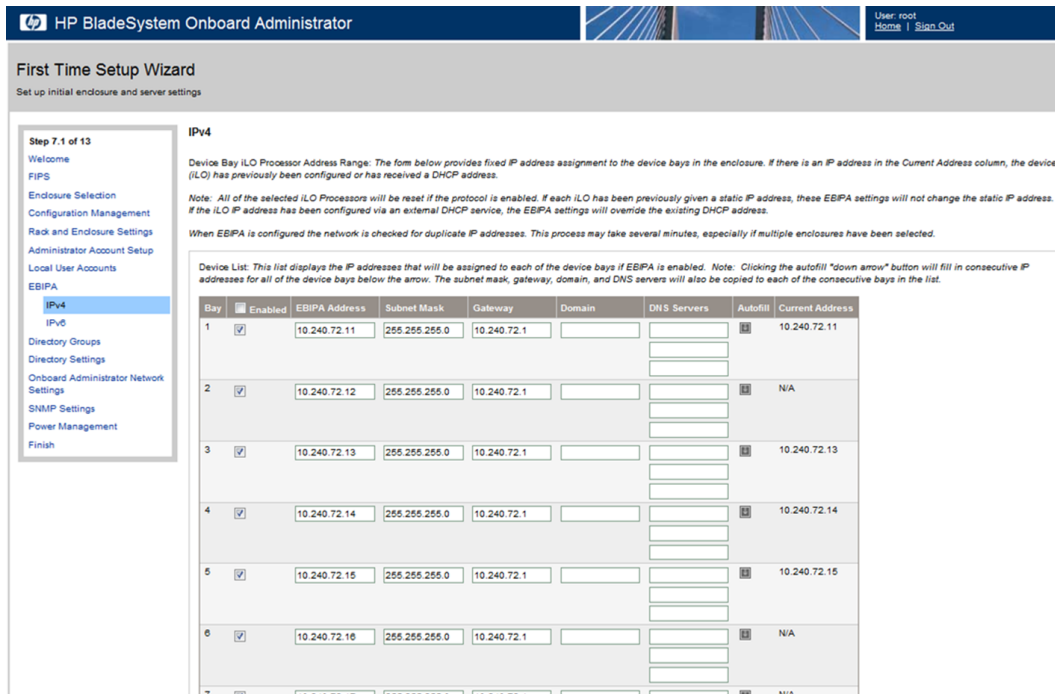 HP BladeSystem Onboard Administrator
User: root
Home | Sign Out
First Time Setup Wizard
Set up initial enclosure and server settings
Step 7.1 of 13
Welcome
FIPS
Enclosure Selection
Configuration Management
Rack and Enclosure Settings
Administrator Account Setup
Local User Accounts
EBIPA
IPv4
IPv6
Directory Groups
Directory Settings
Onboard Administrator Network
Settings
SNMP Settings
Power Management
Finish
IPv4
Device Bay iLO Processor Address Range: The form below provides fixed IP address assignment to the device bays in the enclosure. If there is an IP address in the Current Address column, the device
(iLO) has previously been configured or has received a DHCP address.
Note: All of the selected iLO Processors will be reset if the protocol is enabled. If each iLO has been previously given a static IP address, these EBIPA settings will not change the static IP address.
If the iLO IP address has been configured via an external DHCP service, the EBIPA settings will override the existing DHCP address.
When EBIPA is configured the network is checked for duplicate IP addresses. This process may take several minutes, especially if multiple enclosures have been selected.
Device List: This list displays the IP addresses that will be assigned to each of the device bays if EBIPA is enabled. Note: Clicking the autofill "down arrow" button will fill in consecutive IP
addresses for all of the device bays below the arrow. The subnet mask, gateway, domain, and DNS servers will also be copied to each of the consecutive bays in the list.
Bay Enabled EBIPA Address Subnet Mask Gateway Domain DNS Servers Autofill Current Address
1 10.240.72.11 255.255.255.0 10.240.72.1 10.240.72.11
2 10.240.72.12 255.255.255.0 10.240.72.1 N/A
3 10.240.72.13 255.255.255.0 10.240.72.1 10.240.72.13
4 10.240.72.14 255.255.255.0 10.240.72.1 10.240.72.14
5 10.240.72.15 255.255.255.0 10.240.72.1 10.240.72.15
6 10.240.72.16 255.255.255.0 10.240.72.1 N/A